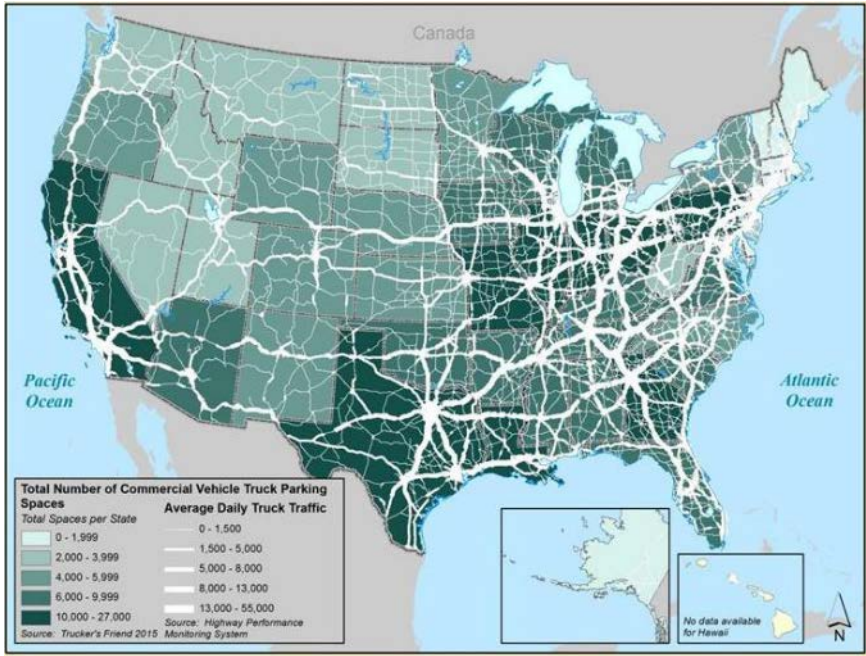 Canada
Pacific
Ocean
Atlantic
Ocean
Total Number of Commercial Vehicle Truck Parking
Spaces
Total Spaces per State
0 - 1,999
2,000 - 3,999
4,000 - 5,999
6,000 - 9,999
10,000 - 27,000
Source: Trucker's Friend 2015
Average Daily Truck Traffic
0 - 1,500
1,500 - 5,000
5,000 - 8,000
8,000 - 13,000
13,000 - 55,000
Source: Highway Performance
Monitoring System
No data available
for Hawaii
N